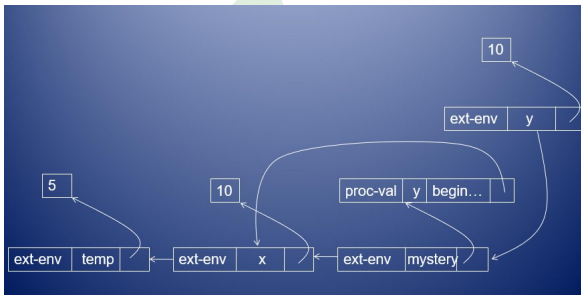 10
ext-env y
5
10
proc-val y begin...
ext-env temp
ext-env x
ext-env mystery